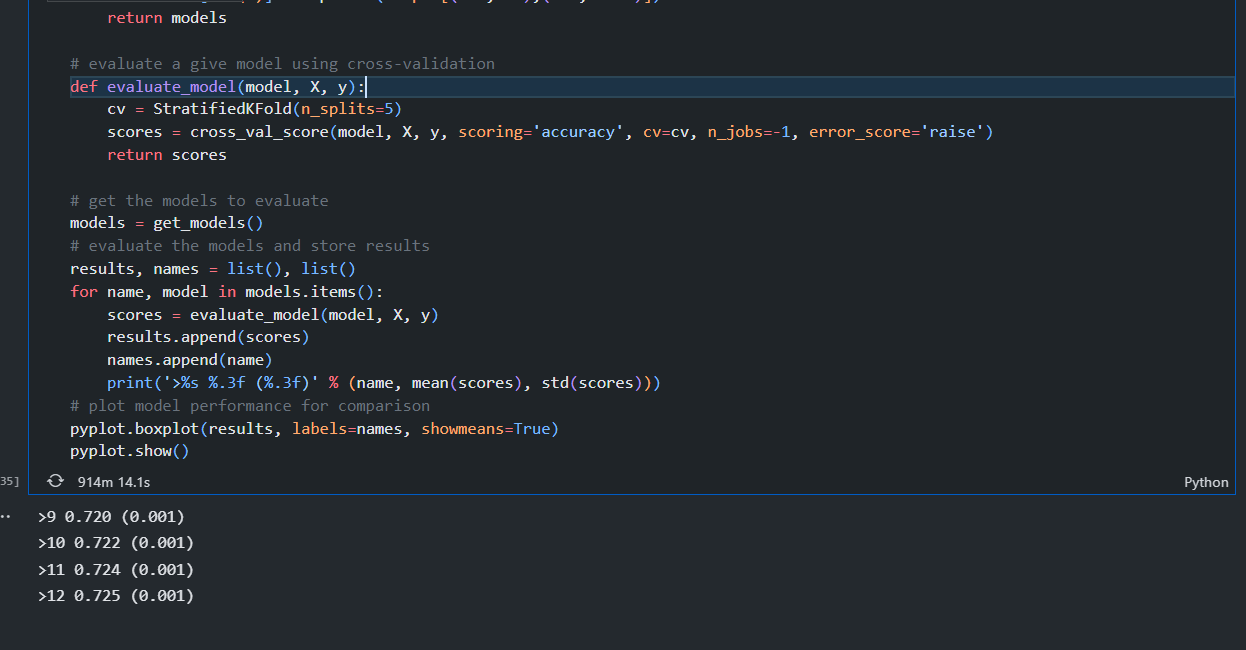 return models
# evaluate a give model using cross-validation
def evaluate_model(model, X, y):
cv = StratifiedKFold(n_splits=5)
scores = cross_val_score(model, X, y, scoring='accuracy', cv=cv, n_jobs=-1, error_score='raise')
return scores
# get the models to evaluate
models = get_models()
# evaluate the models and store results
results, names = list(), list()
for name, model in models.items():
scores = evaluate_model(model, X, y)
results.append(scores)
names.append(name)
print('>%s %.3f (%.3f)' % (name, mean(scores), std(scores)))
# plot model performance for comparison
pyplot.boxplot(results, labels=names, showmeans=True)
pyplot.show()
35] 914m 14.1s Python
>9 0.720 (0.001)
>10 0.722 (0.001)
>11 0.724 (0.001)
>12 0.725 (0.001)